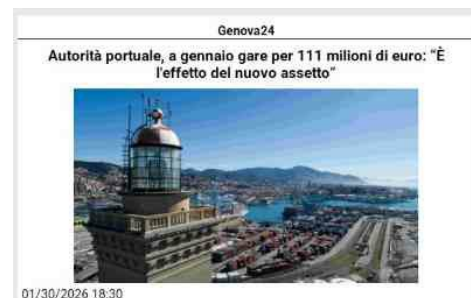 Genova24
Autorità portuale, a gennaio gare per 111 milioni di euro: “È
l'effetto del nuovo assetto”
01/30/2026 18:30